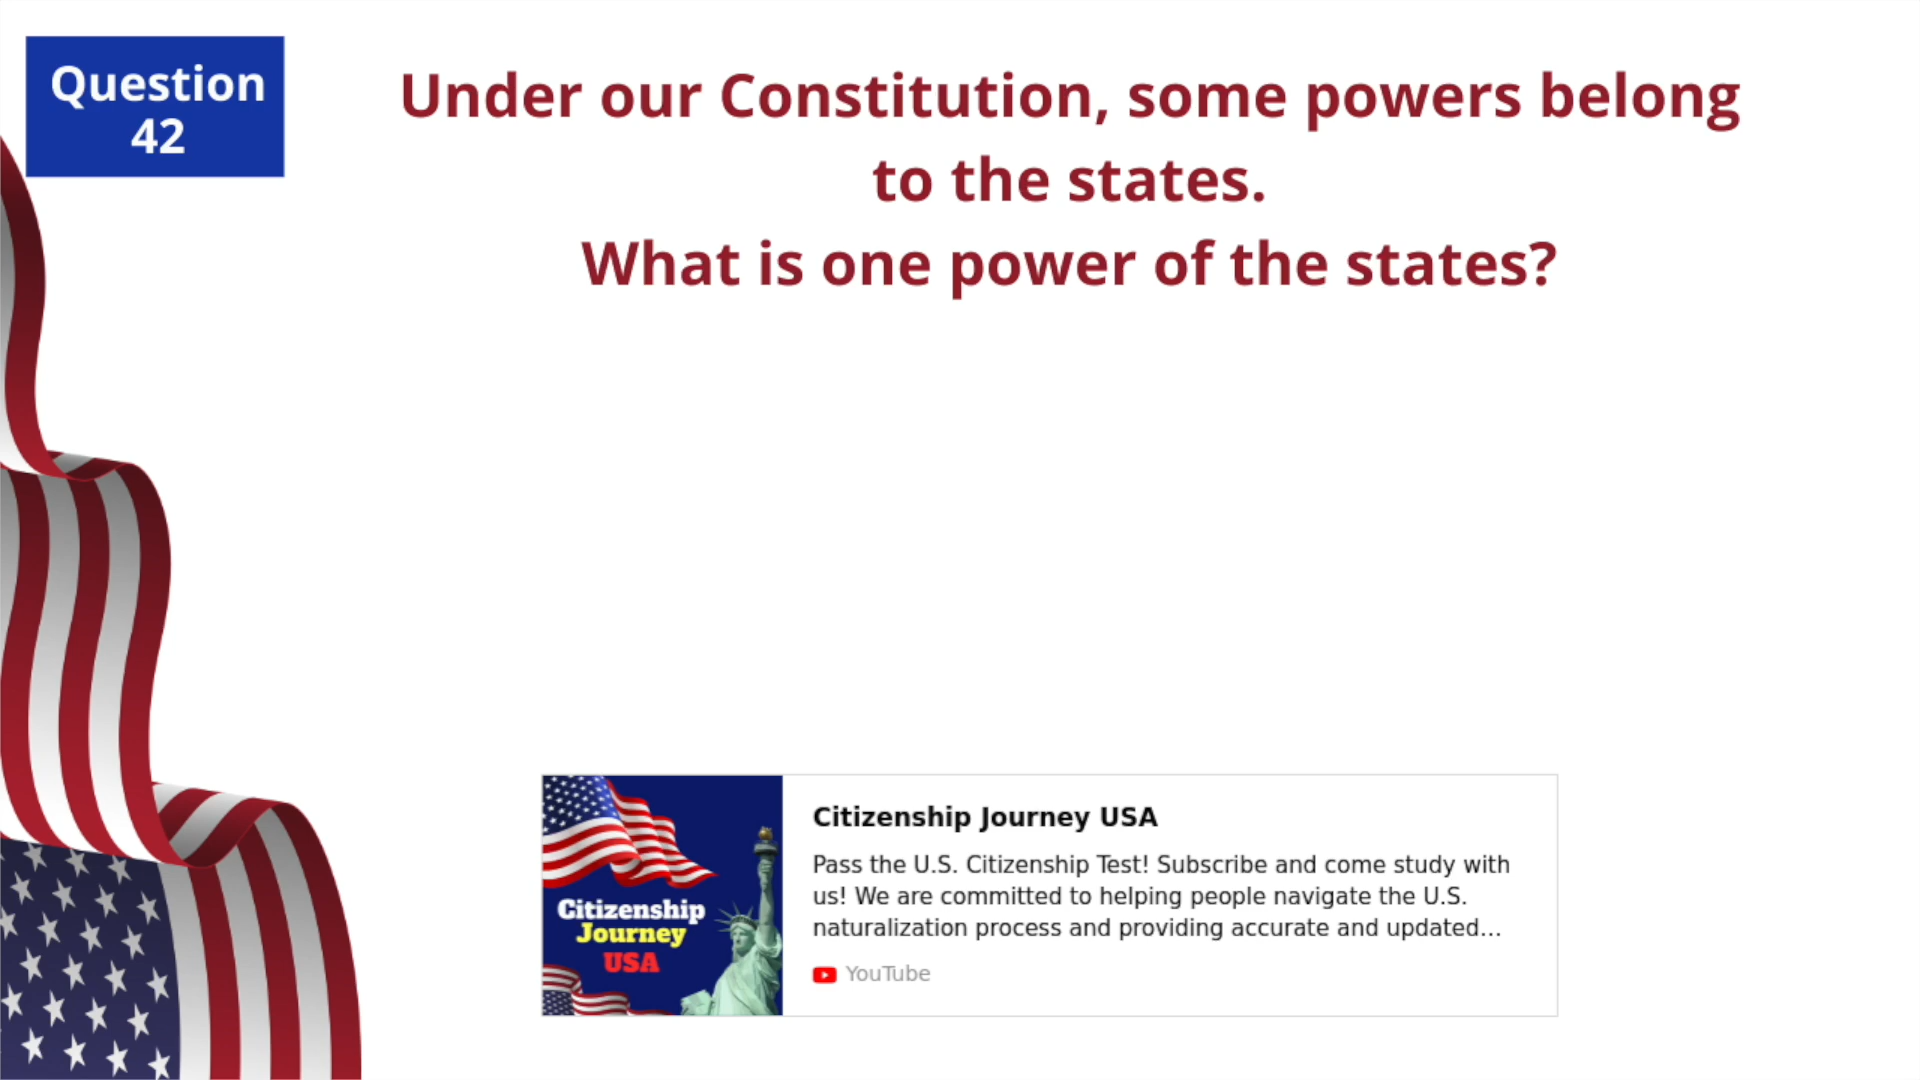 Question
42
Under our Constitution, some powers belong
to the states.
What is one power of the states?
Citizenship
Journey
USA
Citizenship Journey USA
Pass the U.S. Citizenship Test! Subscribe and come study with
us! We are committed to helping people navigate the U.S.
naturalization process and providing accurate and updated...
YouTube